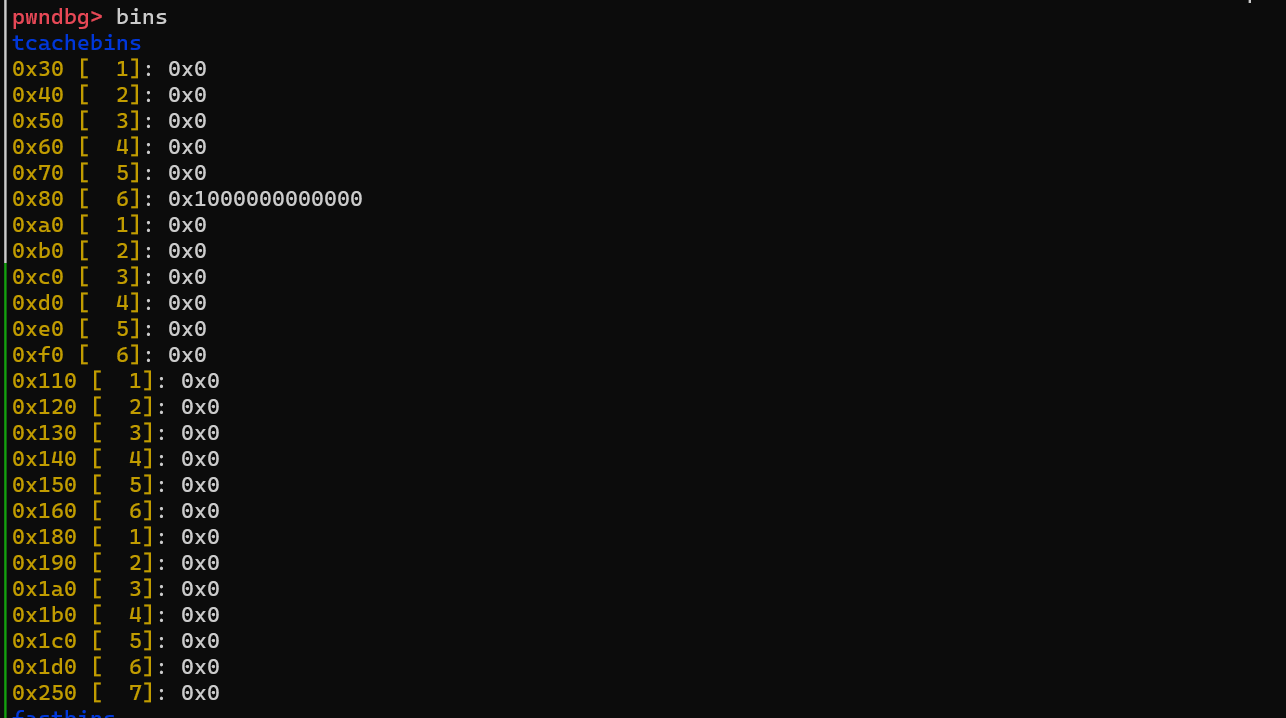 pwndbg> bins
tcachebins
0x30 [  1]: 0x0
0x40 [  2]: 0x0
0x50 [  3]: 0x0
0x60 [  4]: 0x0
0x70 [  5]: 0x0
0x80 [  6]: 0x1000000000000
0xa0 [  1]: 0x0
0xb0 [  2]: 0x0
0xc0 [  3]: 0x0
0xd0 [  4]: 0x0
0xe0 [  5]: 0x0
0xf0 [  6]: 0x0
0x110 [  1]: 0x0
0x120 [  2]: 0x0
0x130 [  3]: 0x0
0x140 [  4]: 0x0
0x150 [  5]: 0x0
0x160 [  6]: 0x0
0x180 [  1]: 0x0
0x190 [  2]: 0x0
0x1a0 [  3]: 0x0
0x1b0 [  4]: 0x0
0x1c0 [  5]: 0x0
0x1d0 [  6]: 0x0
0x250 [  7]: 0x0
fastbins